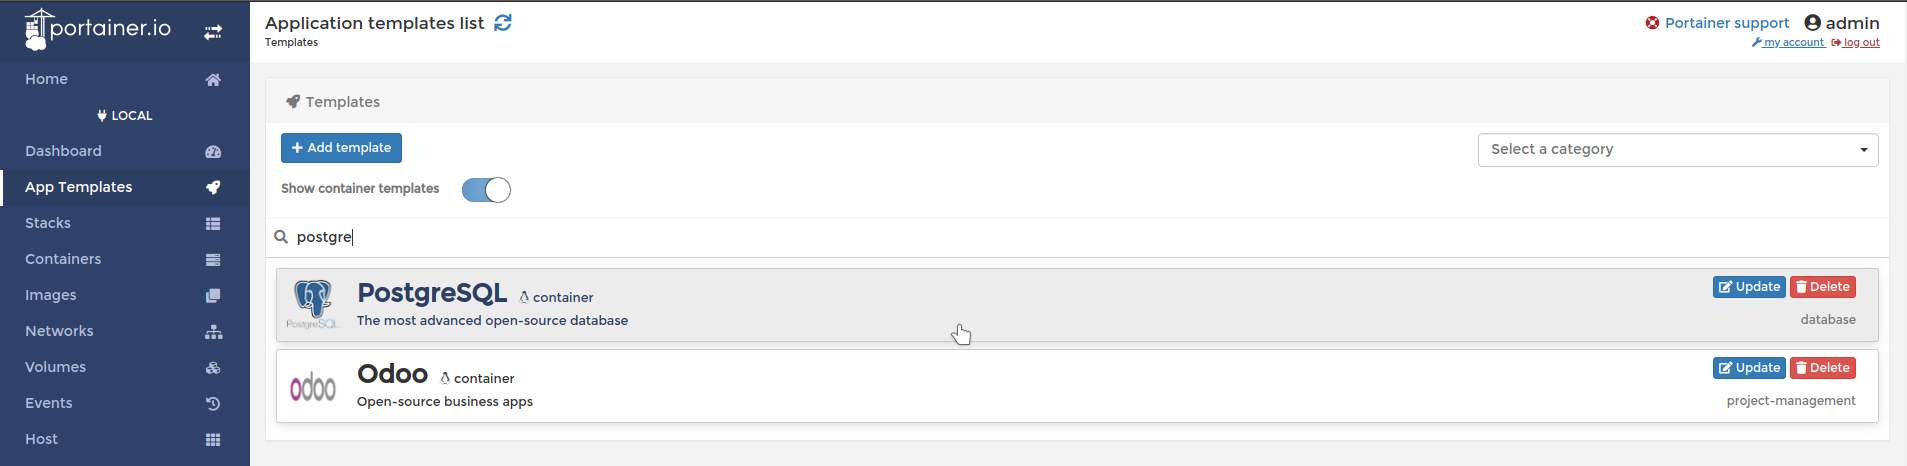 portainer.io
Home
LOCAL
Dashboard
App Templates
Stacks
Containers
Images
Networks
Volumes
Events
Host
Application templates list
Templates
Portainer support admin
my account log out
Templates
+ Add template
Select a category
Show container templates
postgre
PostgreSQL container
The most advanced open-source database
PostgreSQL
Update Delete
database
odoo
Odoo container
Open-source business apps
Update Delete
project-management